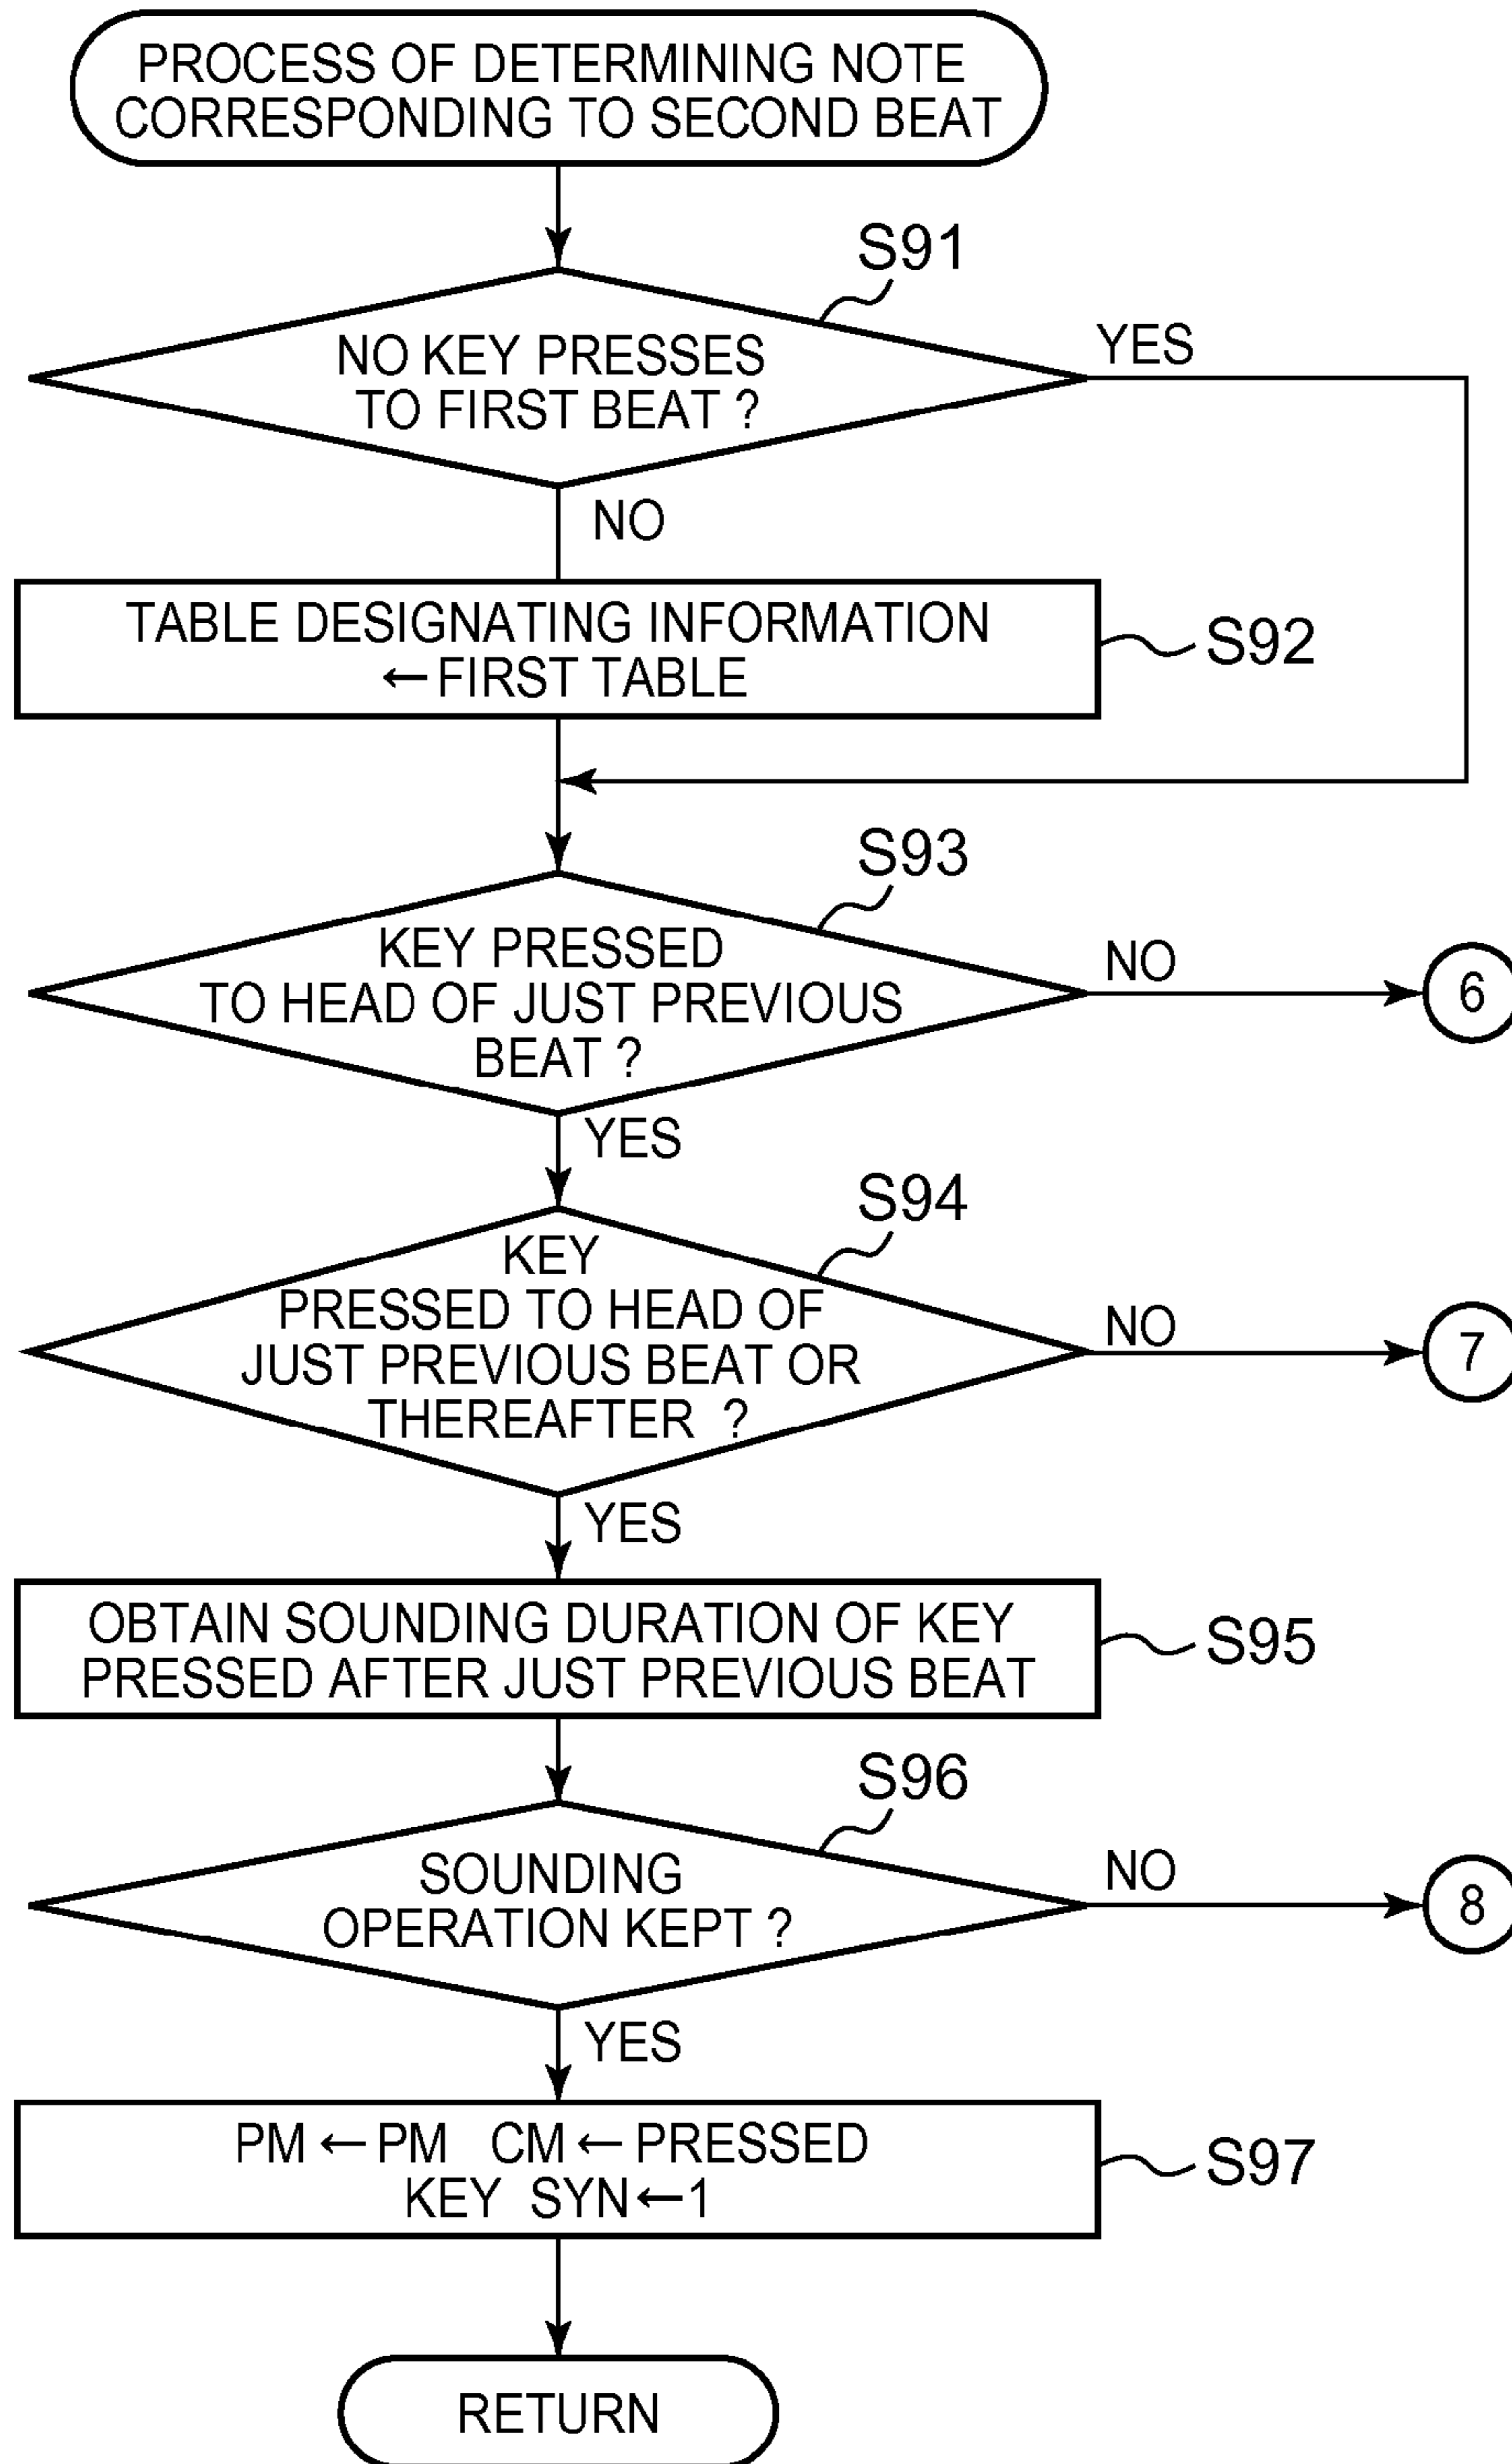 PROCESS OF DETERMINING NOTE
CORRESPONDING TO SECOND BEAT
S91
NO KEY PRESSES
TO FIRST BEAT ?
YES
NO
TABLE DESIGNATING INFORMATION
←FIRST TABLE
S92
S93
KEY PRESSED
TO HEAD OF JUST PREVIOUS
BEAT ?
NO
6
YES
S94
KEY
PRESSED TO HEAD OF
JUST PREVIOUS BEAT OR
THEREAFTER ?
NO
7
YES
OBTAIN SOUNDING DURATION OF KEY
PRESSED AFTER JUST PREVIOUS BEAT
S95
S96
SOUNDING
OPERATION KEPT ?
NO
8
YES
PM←PM CM←PRESSED
KEY SYN←1
S97
RETURN